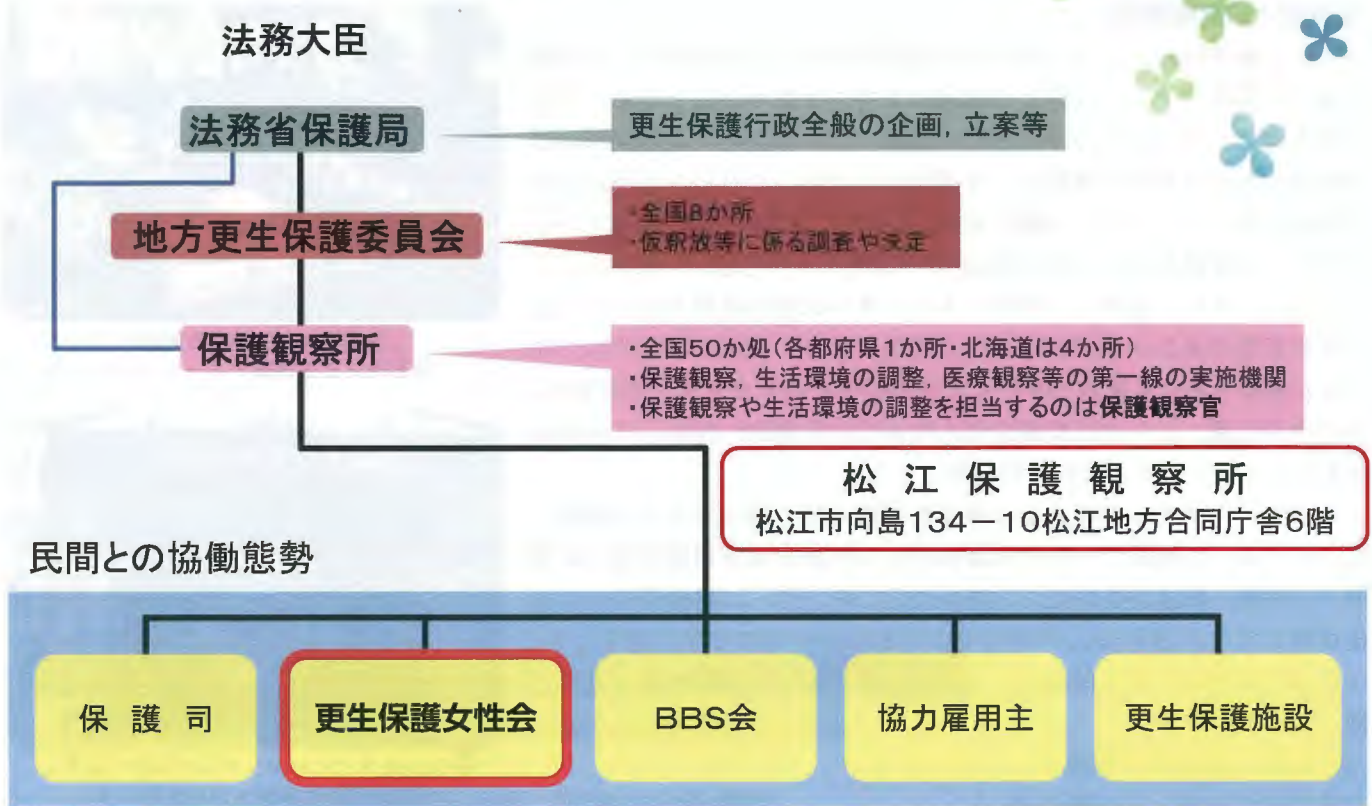 法務大臣
法務省保護局
更生保護行政全般の企画，立案等
地方更生保護委員会
・全国8か所
・仮釈放等に係る調査や決定
保護観察所
・全国50か処(各都府県1か所・北海道は4か所)
・保護観察，生活環境の調整，医療観察等の第一線の実施機関
・保護観察や生活環境の調整を担当するのは保護観察官
松江保護観察所
松江市向島134－10松江地方合同庁舎6階
民間との協働態勢
保護司
更生保護女性会
BBS会
協力雇用主
更生保護施設